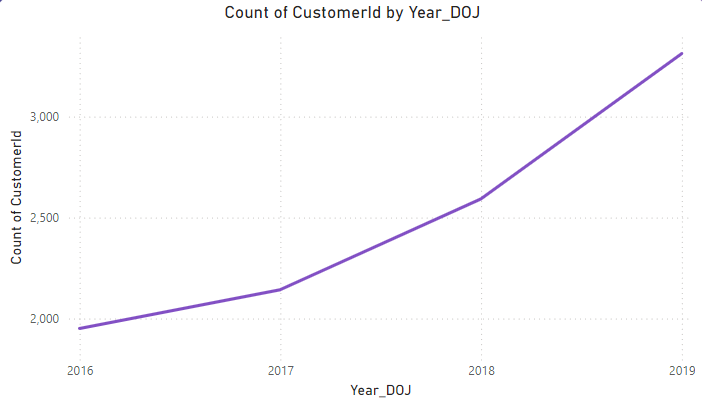 Count of CustomerId by Year_DOJ
Count of CustomerId
3,000
2,500
2,000
2016 2017 2018 2019
Year_DOJ